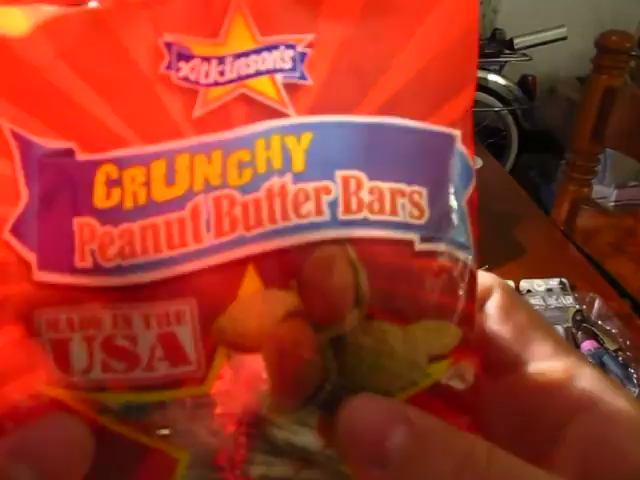 Atkinson's
CRUNCHY
Peanut Butter Bars
MADE IN THE
USA